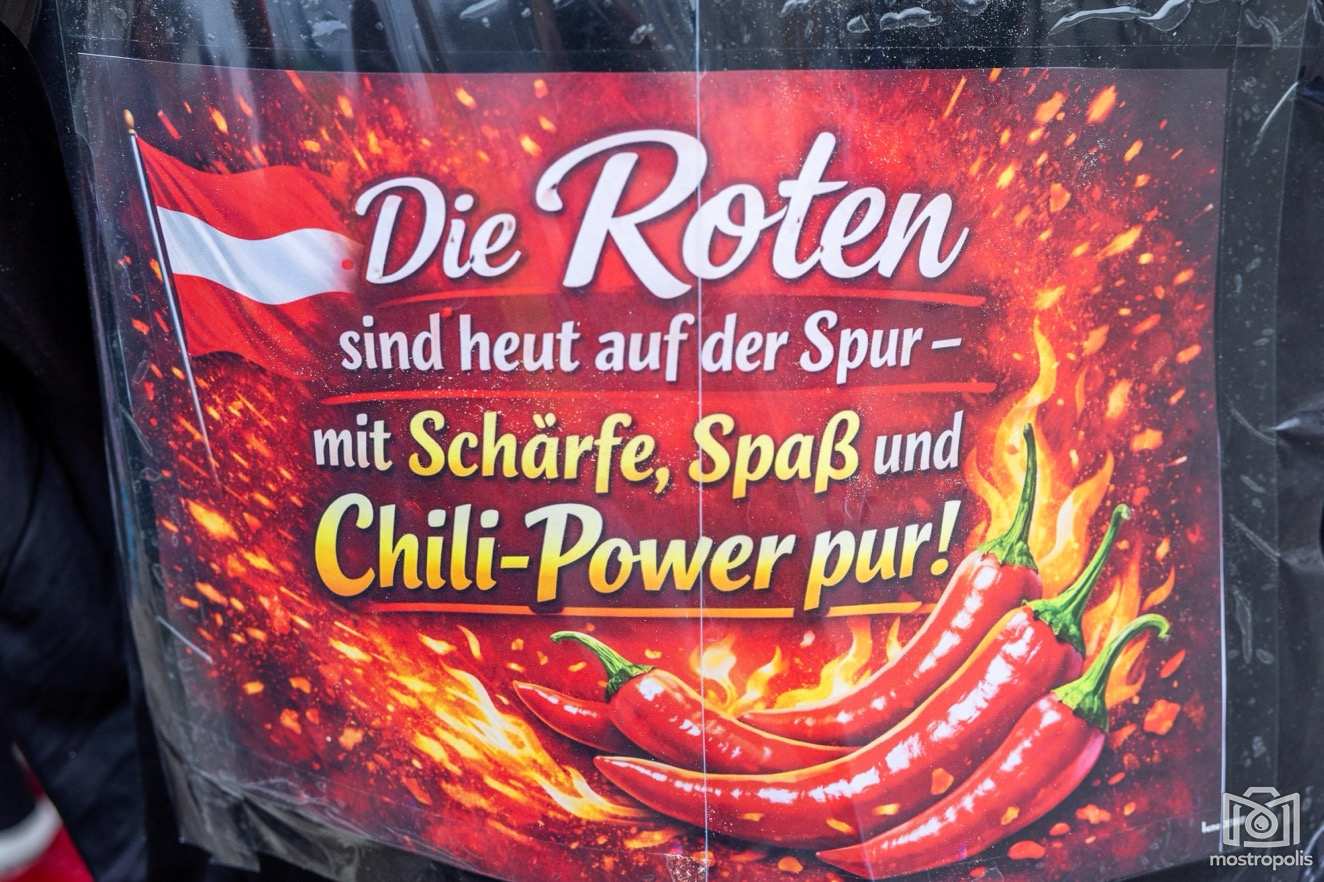 Die Roten
sind heut auf der Spur –
mit Schärfe, Spaß und
Chili-Power pur!
mostropolis